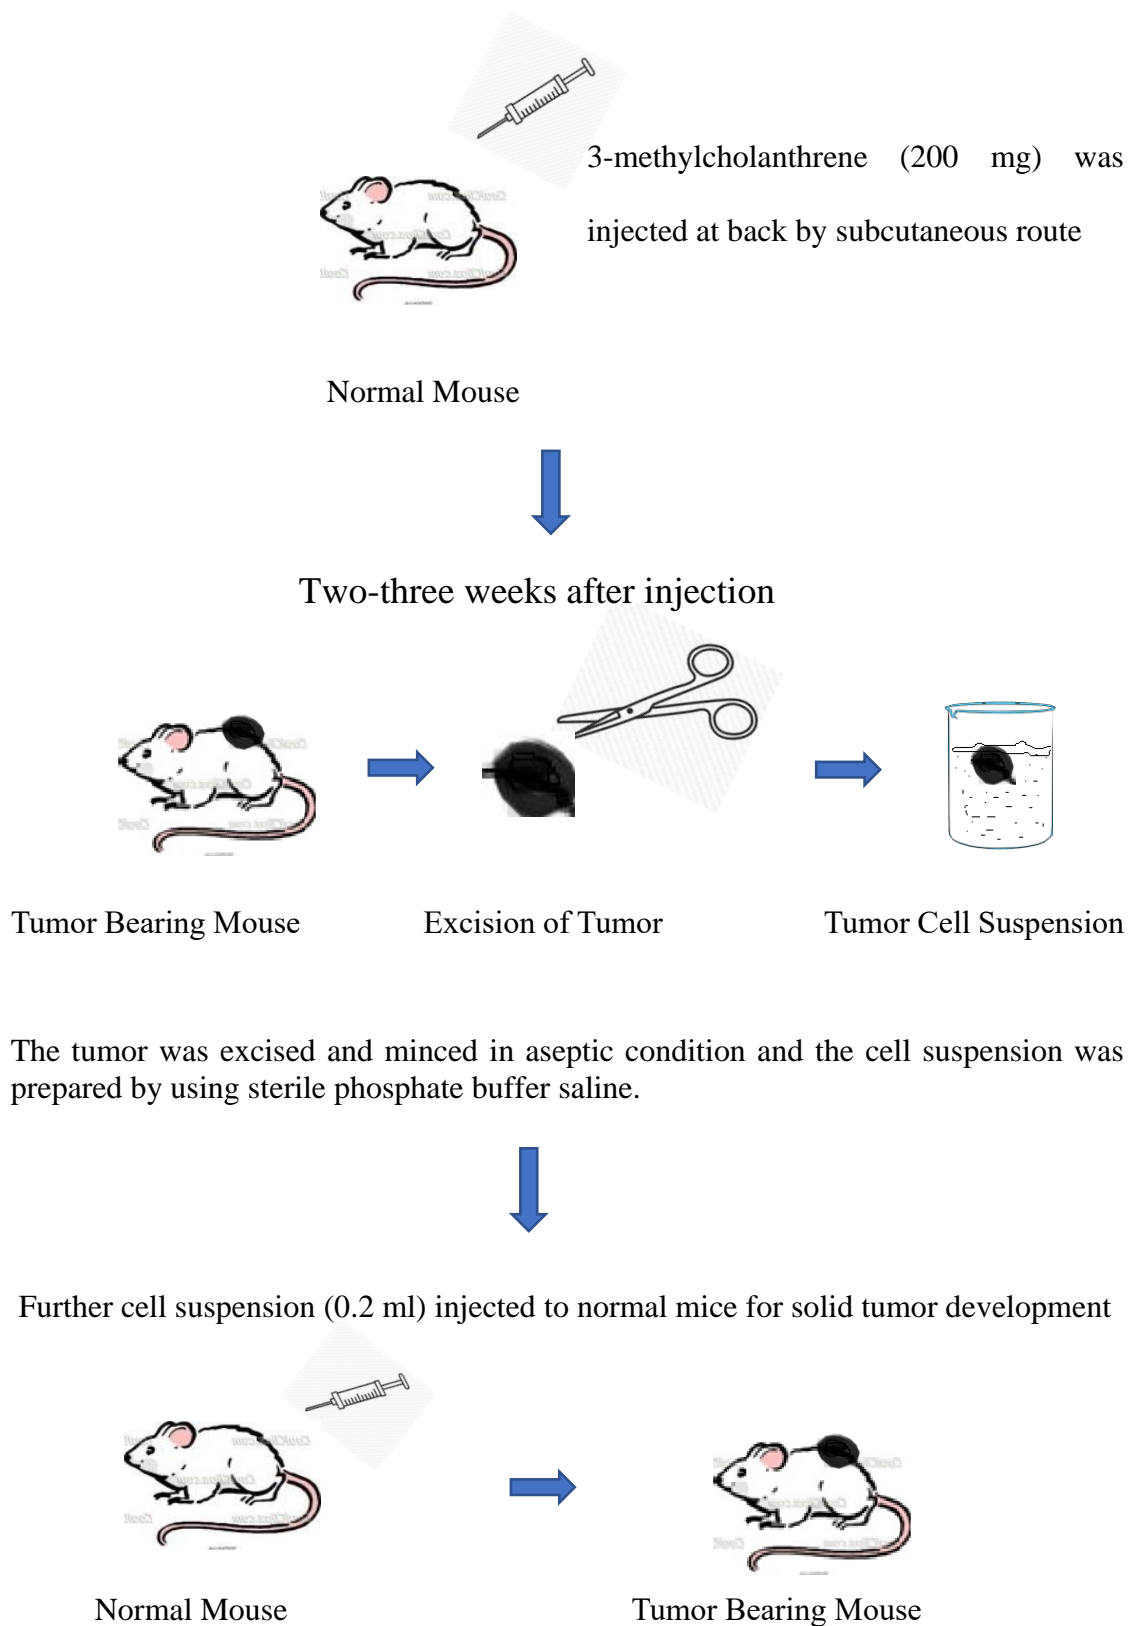 3-methylcholanthrene (200 mg) was
injected at back by subcutaneous route
Normal Mouse
Two-three weeks after injection
Tumor Bearing Mouse
Excision of Tumor
Tumor Cell Suspension
The tumor was excised and minced in aseptic condition and the cell suspension was
prepared by using sterile phosphate buffer saline.
Further cell suspension (0.2 ml) injected to normal mice for solid tumor development
Normal Mouse
Tumor Bearing Mouse